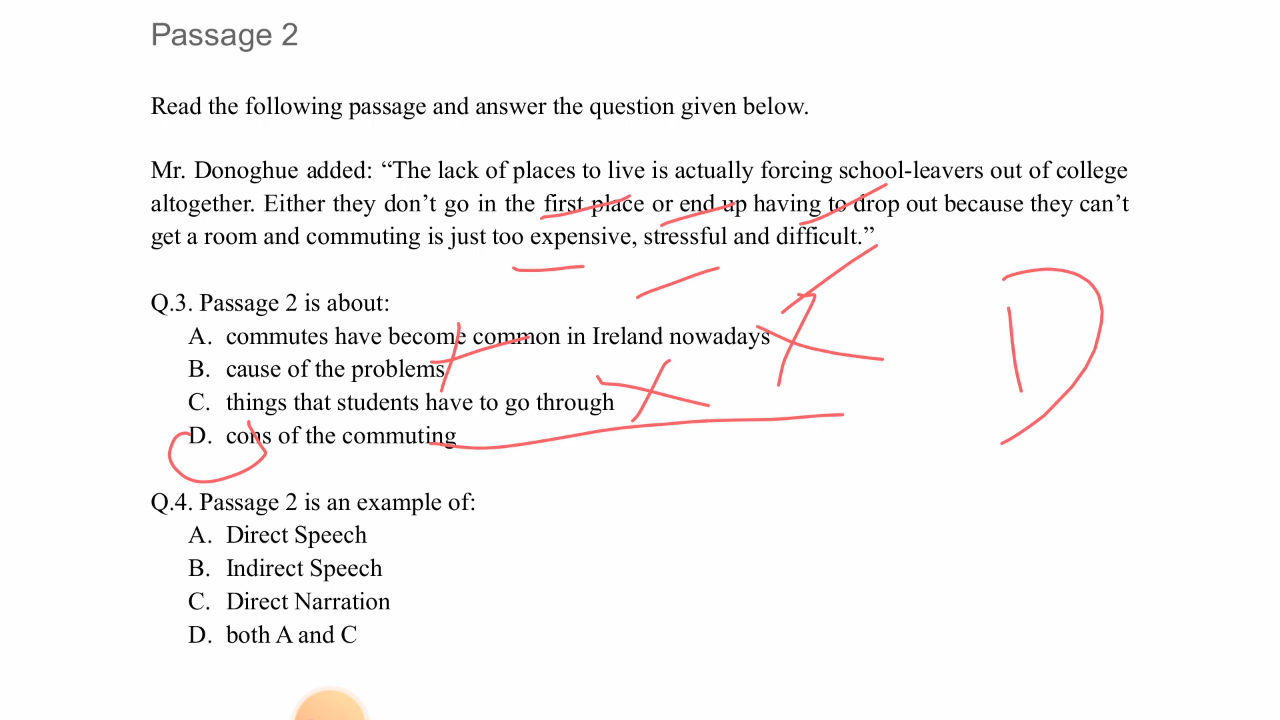 Passage 2
Read the following passage and answer the question given below.
Mr. Donoghue added: “The lack of places to live is actually forcing school-leavers out of college
altogether. Either they don’t go in the first place or end up having to drop out because they can’t
get a room and commuting is just too expensive, stressful and difficult.”
Q.3. Passage 2 is about:
A. commutes have become common in Ireland nowadays
B. cause of the problems
C. things that students have to go through
D. cons of the commuting
D
Q.4. Passage 2 is an example of:
A. Direct Speech
B. Indirect Speech
C. Direct Narration
D. both A and C